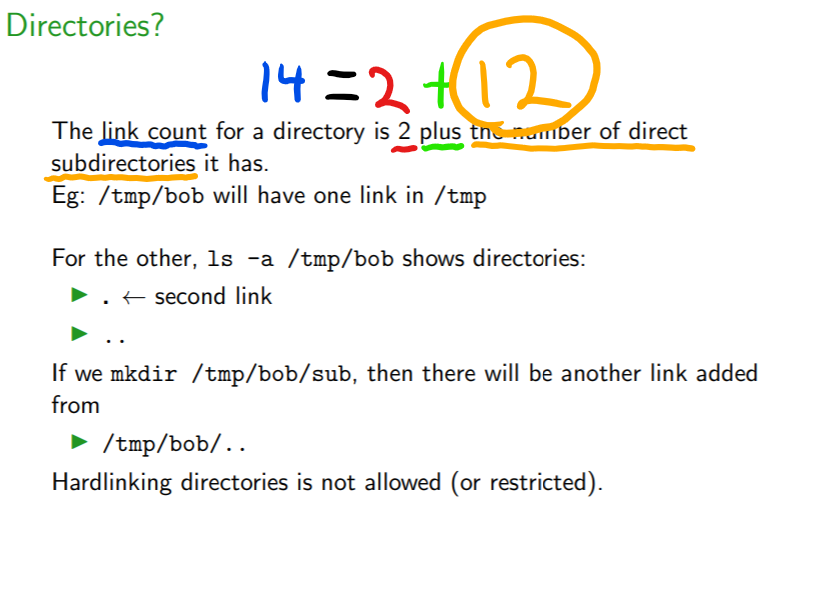 Directories?
14 = 2 + 12
The link count for a directory is 2 plus the number of direct
subdirectories it has.
Eg: /tmp/bob will have one link in /tmp
For the other, ls -a /tmp/bob shows directories:
▶ . ← second link
▶ ..
If we mkdir /tmp/bob/sub, then there will be another link added
from
▶ /tmp/bob/..
Hardlinking directories is not allowed (or restricted).